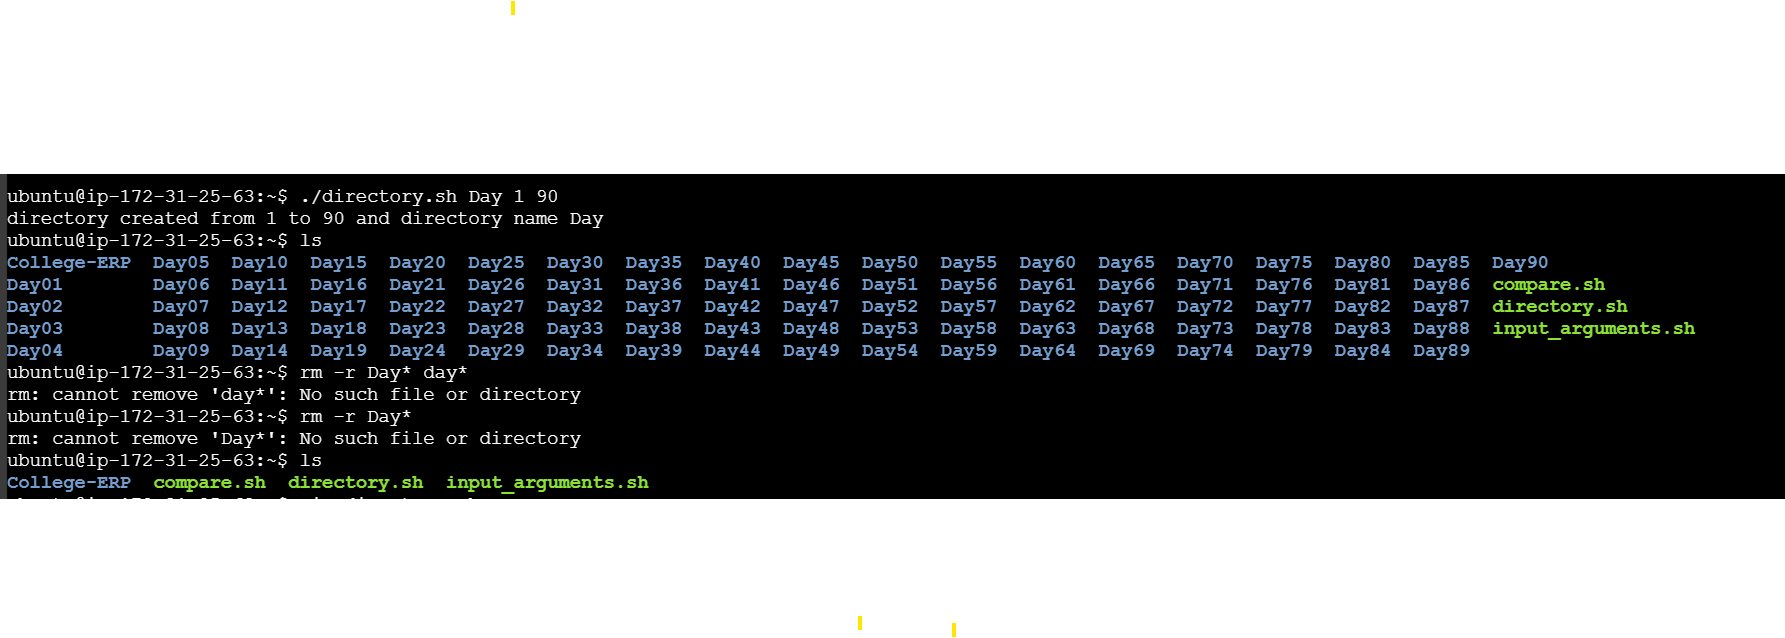 ubuntu@ip-172-31-25-63:~$ ./directory.sh Day 1 90
directory created from 1 to 90 and directory name Day
ubuntu@ip-172-31-25-63:~$ ls
College-ERP Day05 Day10 Day15 Day20 Day25 Day30 Day35 Day40 Day45 Day50 Day55 Day60 Day65 Day70 Day75 Day80 Day85 Day90
Day01 Day06 Day11 Day16 Day21 Day26 Day31 Day36 Day41 Day46 Day51 Day56 Day61 Day66 Day71 Day76 Day81 Day86 compare.sh
Day02 Day07 Day12 Day17 Day22 Day27 Day32 Day37 Day42 Day47 Day52 Day57 Day62 Day67 Day72 Day77 Day82 Day87 directory.sh
Day03 Day08 Day13 Day18 Day23 Day28 Day33 Day38 Day43 Day48 Day53 Day58 Day63 Day68 Day73 Day78 Day83 Day88 input_arguments.sh
Day04 Day09 Day14 Day19 Day24 Day29 Day34 Day39 Day44 Day49 Day54 Day59 Day64 Day69 Day74 Day79 Day84 Day89
ubuntu@ip-172-31-25-63:~$ rm -r Day* day*
rm: cannot remove 'day*': No such file or directory
ubuntu@ip-172-31-25-63:~$ rm -r Day*
rm: cannot remove 'Day*': No such file or directory
ubuntu@ip-172-31-25-63:~$ ls
College-ERP compare.sh directory.sh input_arguments.sh